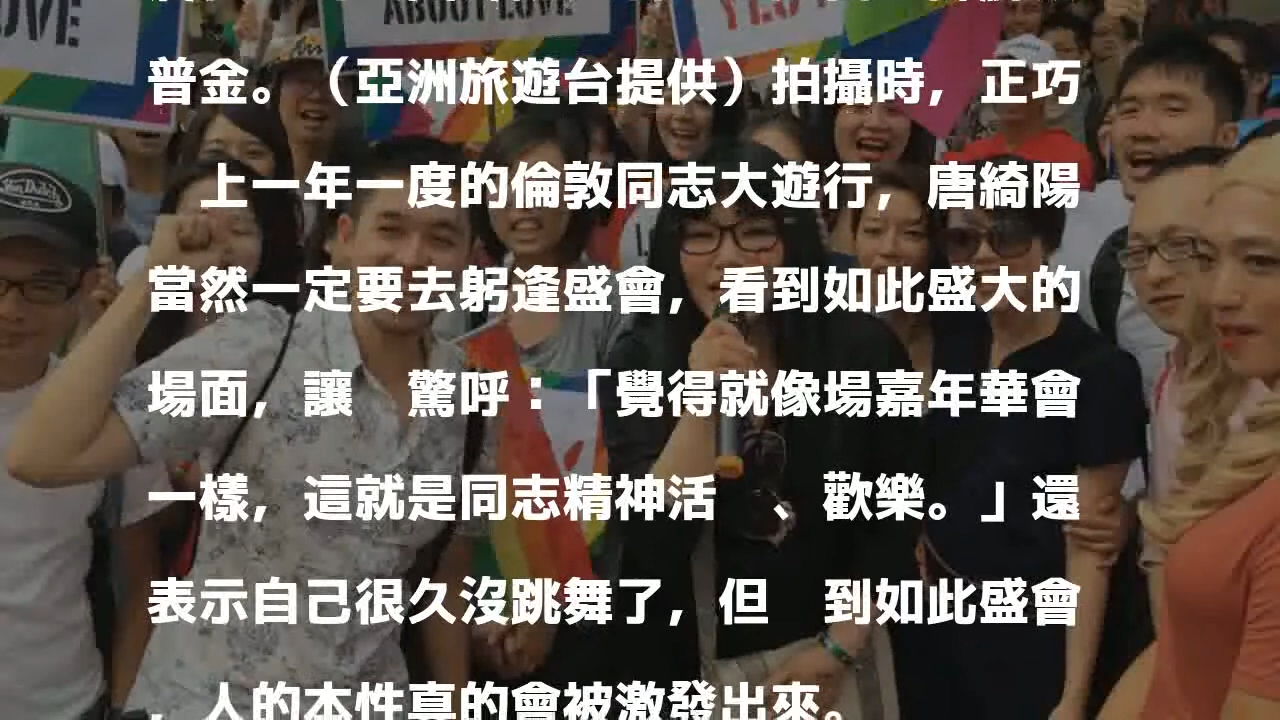 OVE
ABOUT LOVE
普金。（亞洲旅遊台提供）拍攝時，正巧
上一年一度的倫敦同志大遊行，唐綺陽
當然一定要去躬逢盛會，看到如此盛大的
場面，讓　驚呼：「覺得就像場嘉年華會
一樣，這就是同志精神活　、歡樂。」還
表示自己很久沒跳舞了，但　到如此盛會
，人的本性真的會被激發出來。
Von Dutch